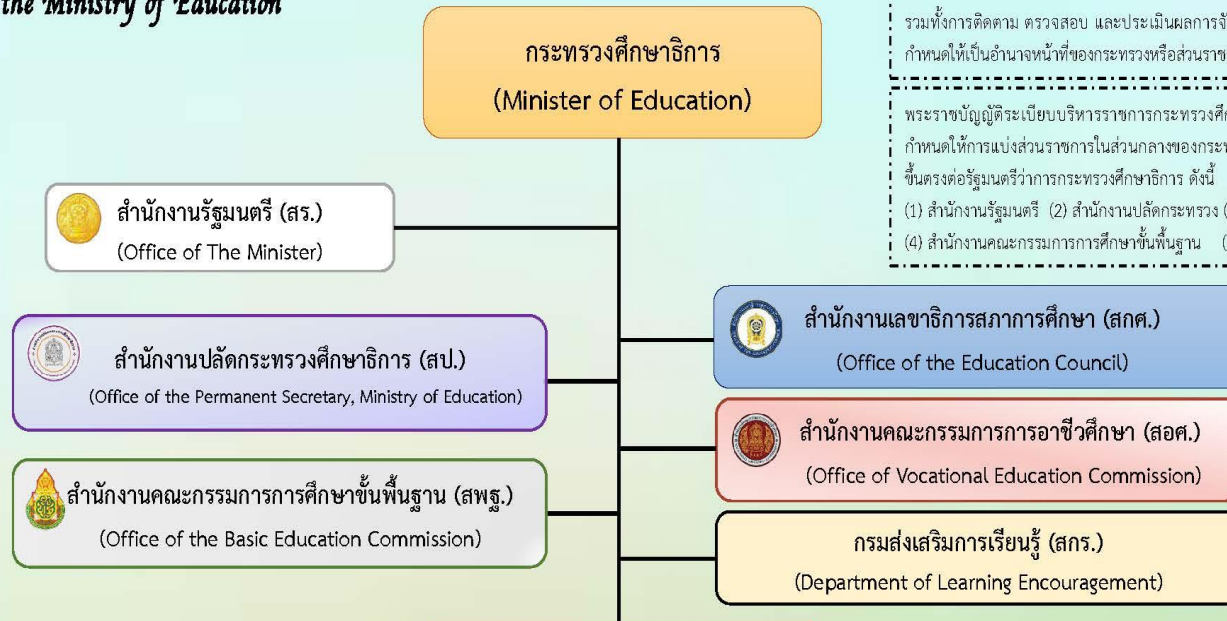 the Ministry of Education
รวมทั้งการติดตาม ตรวจสอบ และประเมินผลการจั
กำหนดให้เป็นอำนาจหน้าที่ของกระทรวงหรือส่วนราช
กระทรวงศึกษาธิการ
(Minister of Education)
พระราชบัญญัติระเบียบบริหารราชการกระทรวงศึก
กำหนดให้การแบ่งส่วนราชการในส่วนกลางของกระท
ขึ้นตรงต่อรัฐมนตรีว่าการกระทรวงศึกษาธิการ ดังนี้
(1) สำนักงานรัฐมนตรี (2) สำนักงานปลัดกระทรวง (
(4) สำนักงานคณะกรรมการการศึกษาขั้นพื้นฐาน (
สำนักงานรัฐมนตรี (สร.)
(Office of The Minister)
สำนักงานปลัดกระทรวงศึกษาธิการ (สป.)
(Office of the Permanent Secretary, Ministry of Education)
สำนักงานเลขาธิการสภาการศึกษา (สกศ.)
(Office of the Education Council)
สำนักงานคณะกรรมการการอาชีวศึกษา (สอศ.)
(Office of Vocational Education Commission)
สำนักงานคณะกรรมการการศึกษาขั้นพื้นฐาน (สพฐ.)
(Office of the Basic Education Commission)
กรมส่งเสริมการเรียนรู้ (สกร.)
(Department of Learning Encouragement)